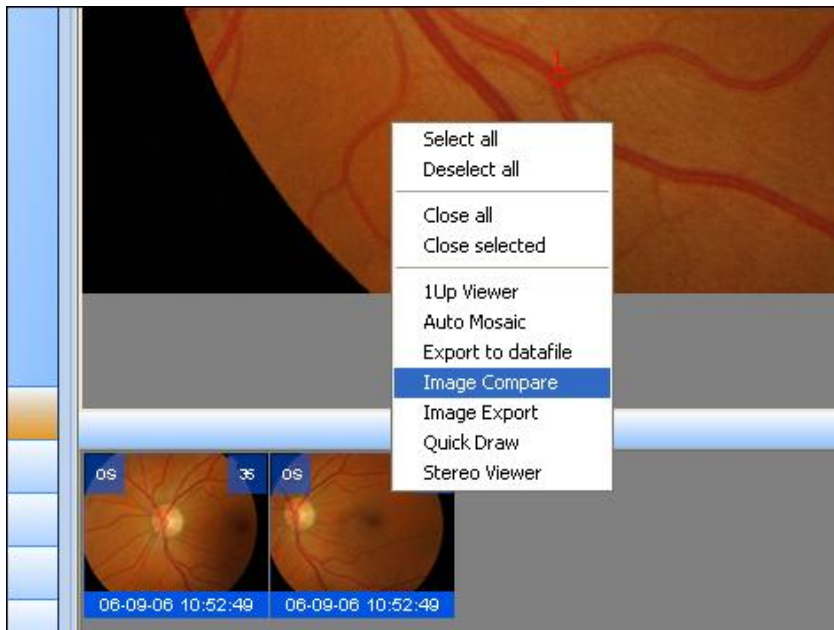 Select all
Deselect all
Close all
Close selected
1Up Viewer
Auto Mosaic
Export to datafile
Image Compare
Image Export
Quick Draw
Stereo Viewer
OS 35 OS
06-09-06 10:52:49 06-09-06 10:52:49